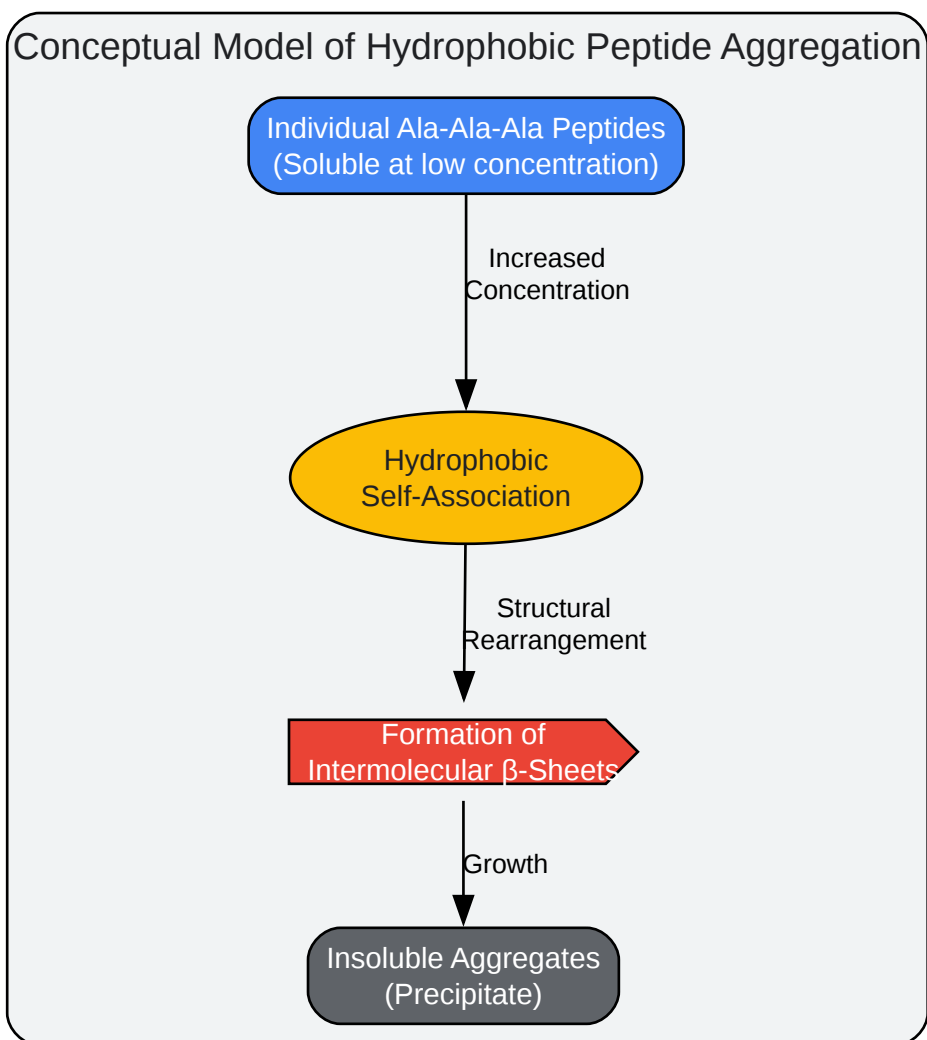 Conceptual Model of Hydrophobic Peptide Aggregation
Individual Ala-Ala-Ala Peptides
(Soluble at low concentration)
Increased
Concentration
Hydrophobic
Self-Association
Structural
Rearrangement
Formation of
Intermolecular β-Sheets
Growth
Insoluble Aggregates
(Precipitate)